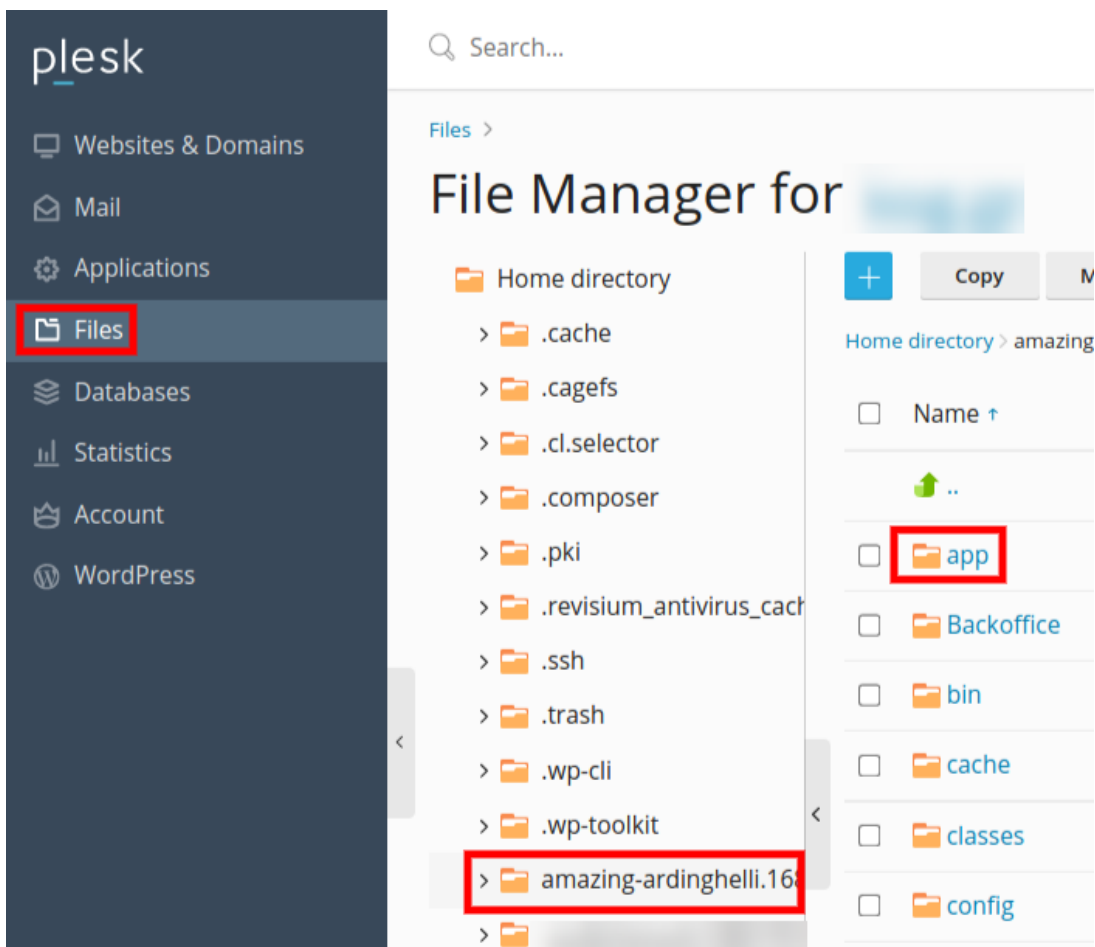 plesk
Websites & Domains
Mail
Applications
Files
Databases
Statistics
Account
WordPress
Search...
Files >
File Manager for
Home directory
.cache
.cagefs
.cl.selector
.composer
.pki
.revisium_antivirus_cach
.ssh
.trash
.wp-cli
.wp-toolkit
amazing-ardinghelli.168
+ Copy M
Home directory > amazing
Name ↑
..
app
Backoffice
bin
cache
classes
config